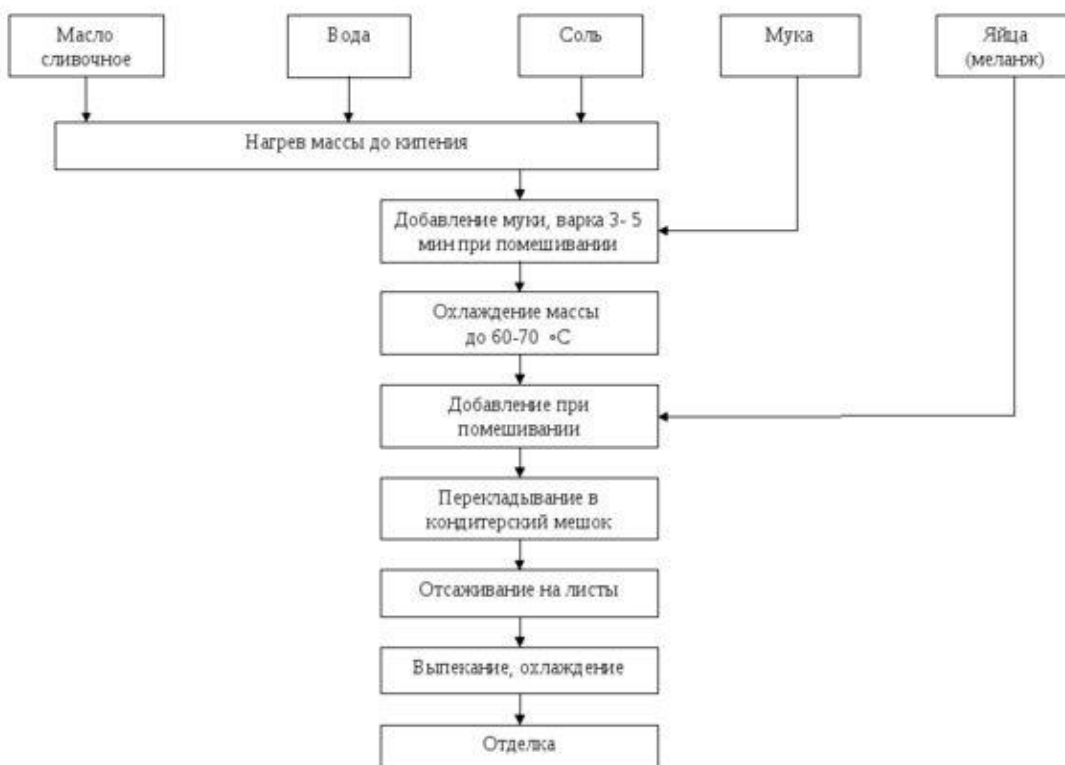 Масло
сливочное
Вода
Соль
Мука
Яйца
(меланж)
Нагрев массы до кипения
Добавление муки, варка 3- 5
мин при помешивании
Охлаждение массы
до 60-70 °С
Добавление при
помешивании
Перекладывание в
кондитерский мешок
Отсаживание на листы
Выпекание, охлаждение
Отделка